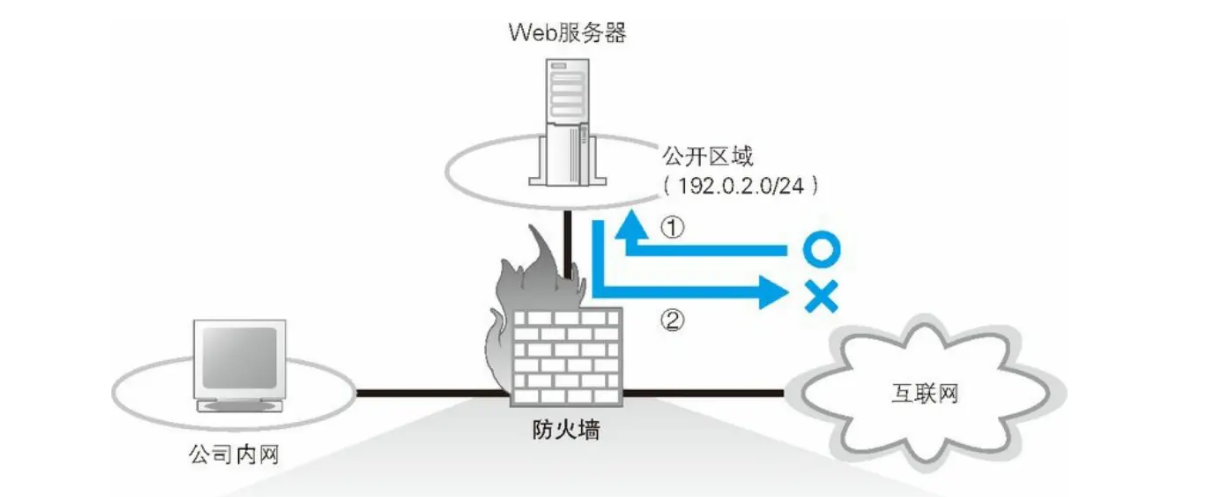 Web服务器
公开区域
(192.0.2.0/24)
①
②
互联网
防火墙
公司内网